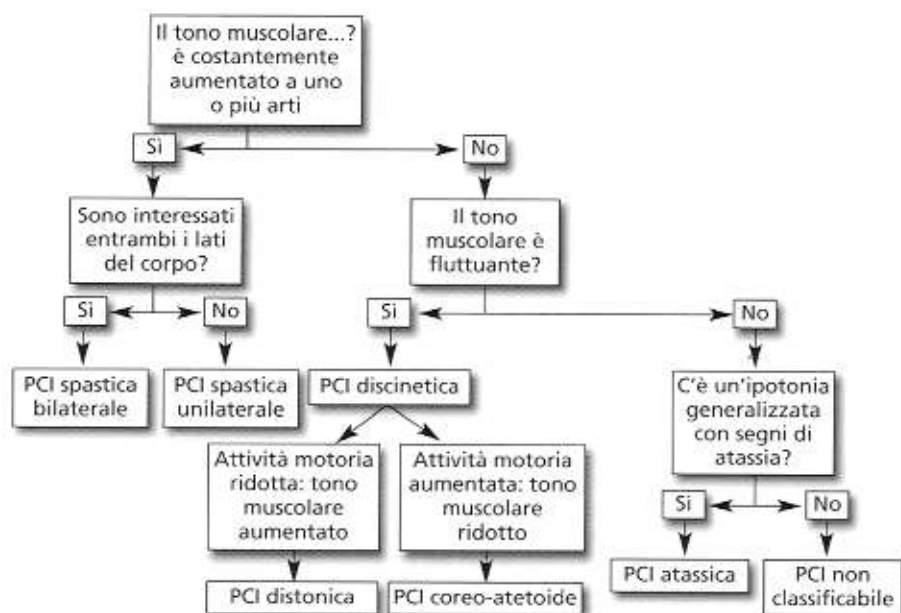 Il tono muscolare...?
è costantemente
aumentato a uno
o più arti
Sì
No
Sono interessati
entrambi i lati
del corpo?
Il tono
muscolare è
fluttuante?
Sì
No
Sì
No
PCI spastica
bilaterale
PCI spastica
unilaterale
PCI discinetica
C'è un'ipotonia
generalizzata
con segni di
atassia?
Attività motoria
ridotta: tono
muscolare
aumentato
Attività motoria
aumentata: tono
muscolare
ridotto
Sì
No
PCI distonica
PCI coreo-atetoide
PCI atassica
PCI non
classificabile